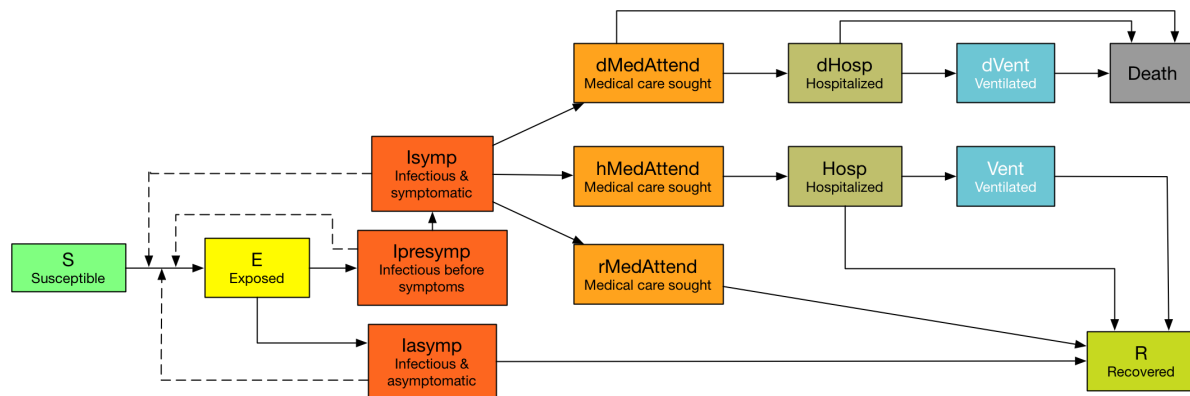 dMedAttend
Medical care sought
dHosp
Hospitalized
dVent
Ventilated
Death
Isymp
Infectious &
symptomatic
hMedAttend
Medical care sought
Hosp
Hospitalized
Vent
Ventilated
S
Susceptible
E
Exposed
Ipresymp
Infectious before
symptoms
rMedAttend
Medical care sought
Iasymp
Infectious &
asymptomatic
R
Recovered